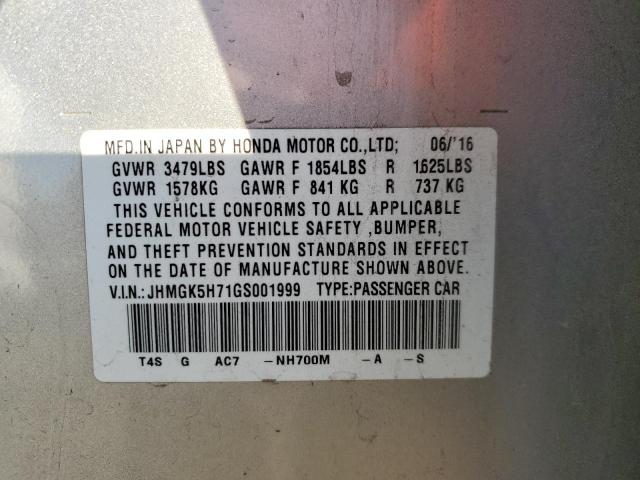 MFD.IN JAPAN BY HONDA MOTOR CO.,LTD; 06/'16
GVWR 3479LBS GAWR F 1854LBS R 1625LBS
GVWR 1578KG GAWR F 841 KG R 737 KG
THIS VEHICLE CONFORMS TO ALL APPLICABLE
FEDERAL MOTOR VEHICLE SAFETY ,BUMPER,
AND THEFT PREVENTION STANDARDS IN EFFECT
ON THE DATE OF MANUFACTURE SHOWN ABOVE.
V.I.N.: JHMGK5H71GS001999 TYPE:PASSENGER CAR
T4S G AC7 -NH700M -A -S